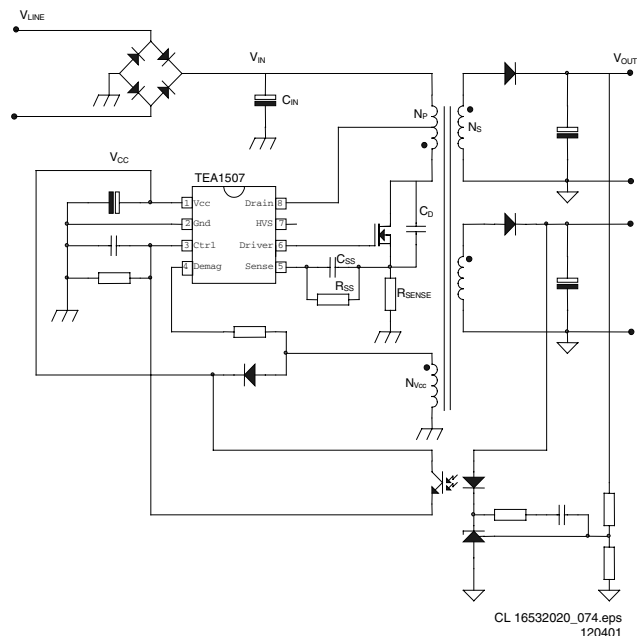 VLINE
VIN
VOUT
CIN
NP
NS
VCC
TEA1507
1 Vcc Drain 8
2 Gnd HVS 7
3 Ctrl Driver 6
4 Demag Sense 5
CD
CSS
RSS
RSENSE
NVcc
CL 16532020_074.eps
120401